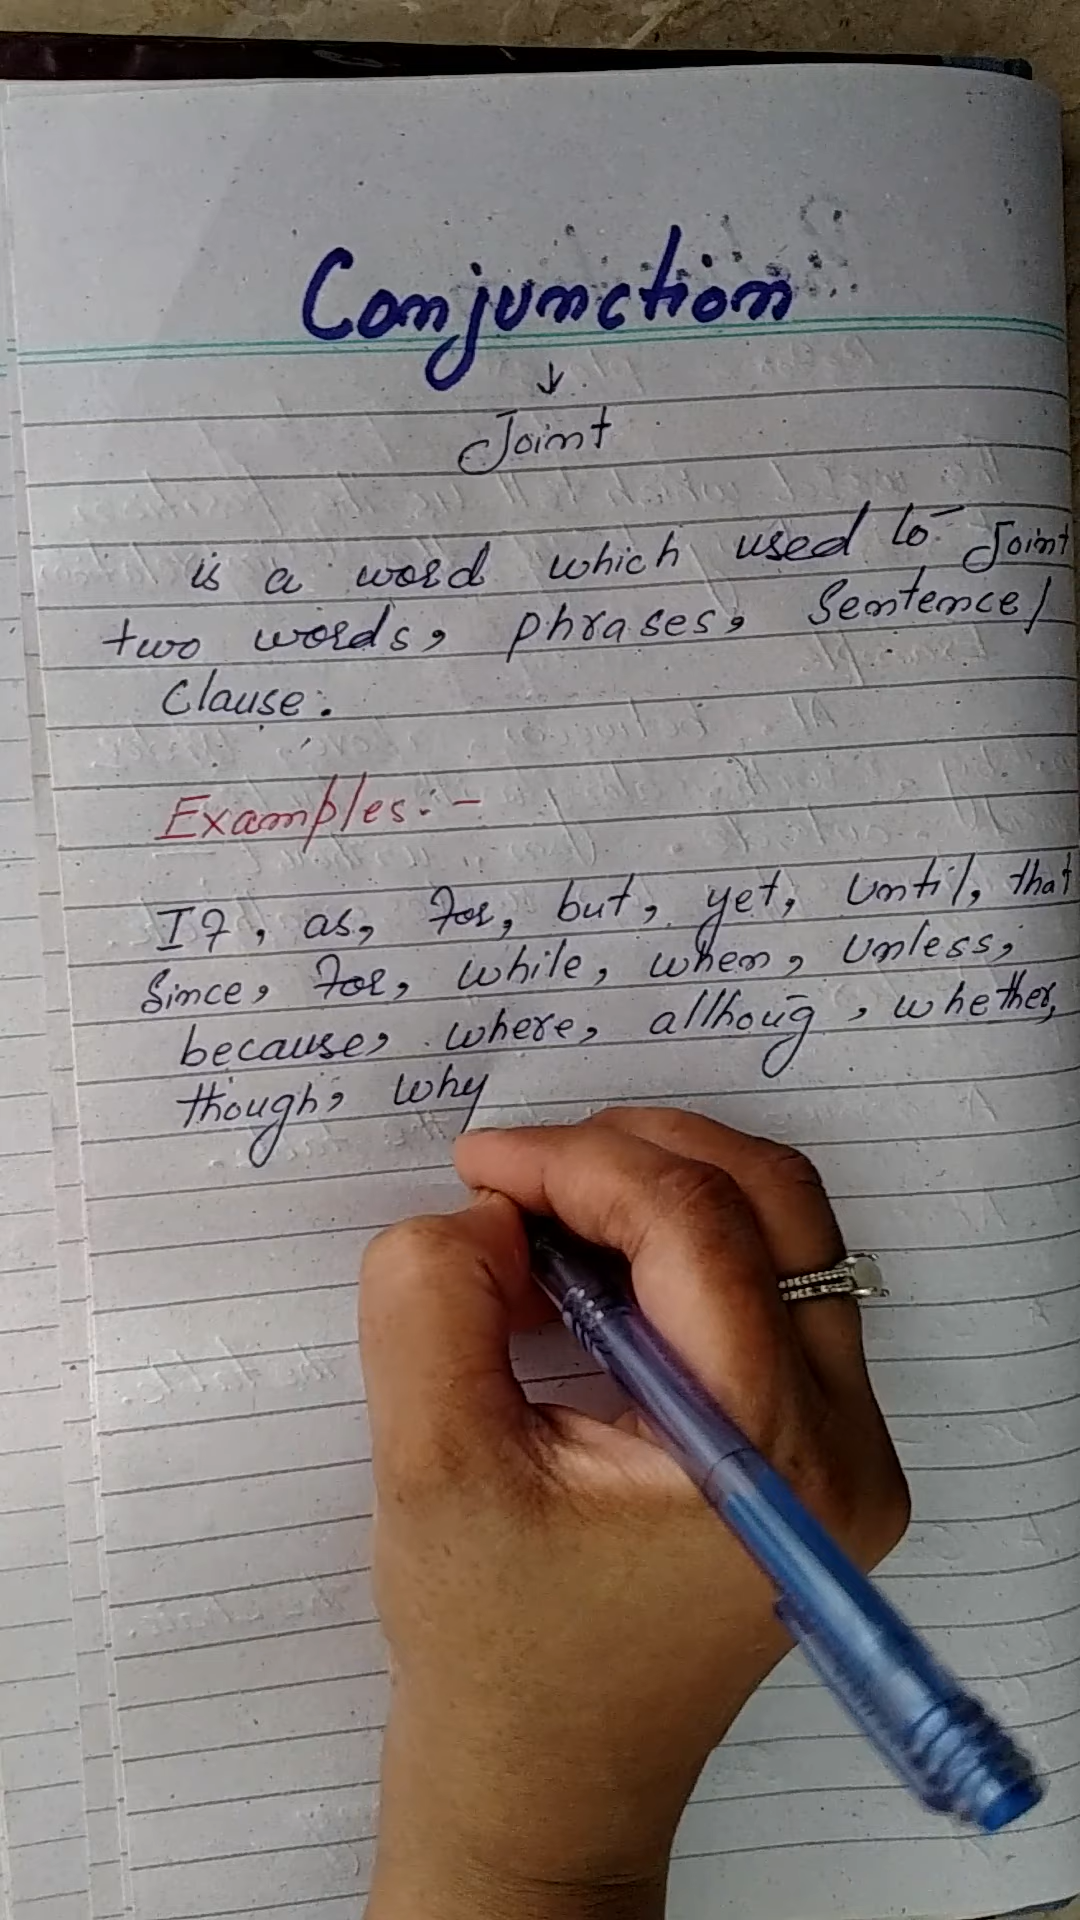 Conjunction
↓
Joint
is a word which used to Joint
two words, phrases, Sentence/
Clause.
Examples:-
If, as, for, but, yet, Until, that
Since, for, while, when, Unless,
because, where, allhoug, whether,
though, why